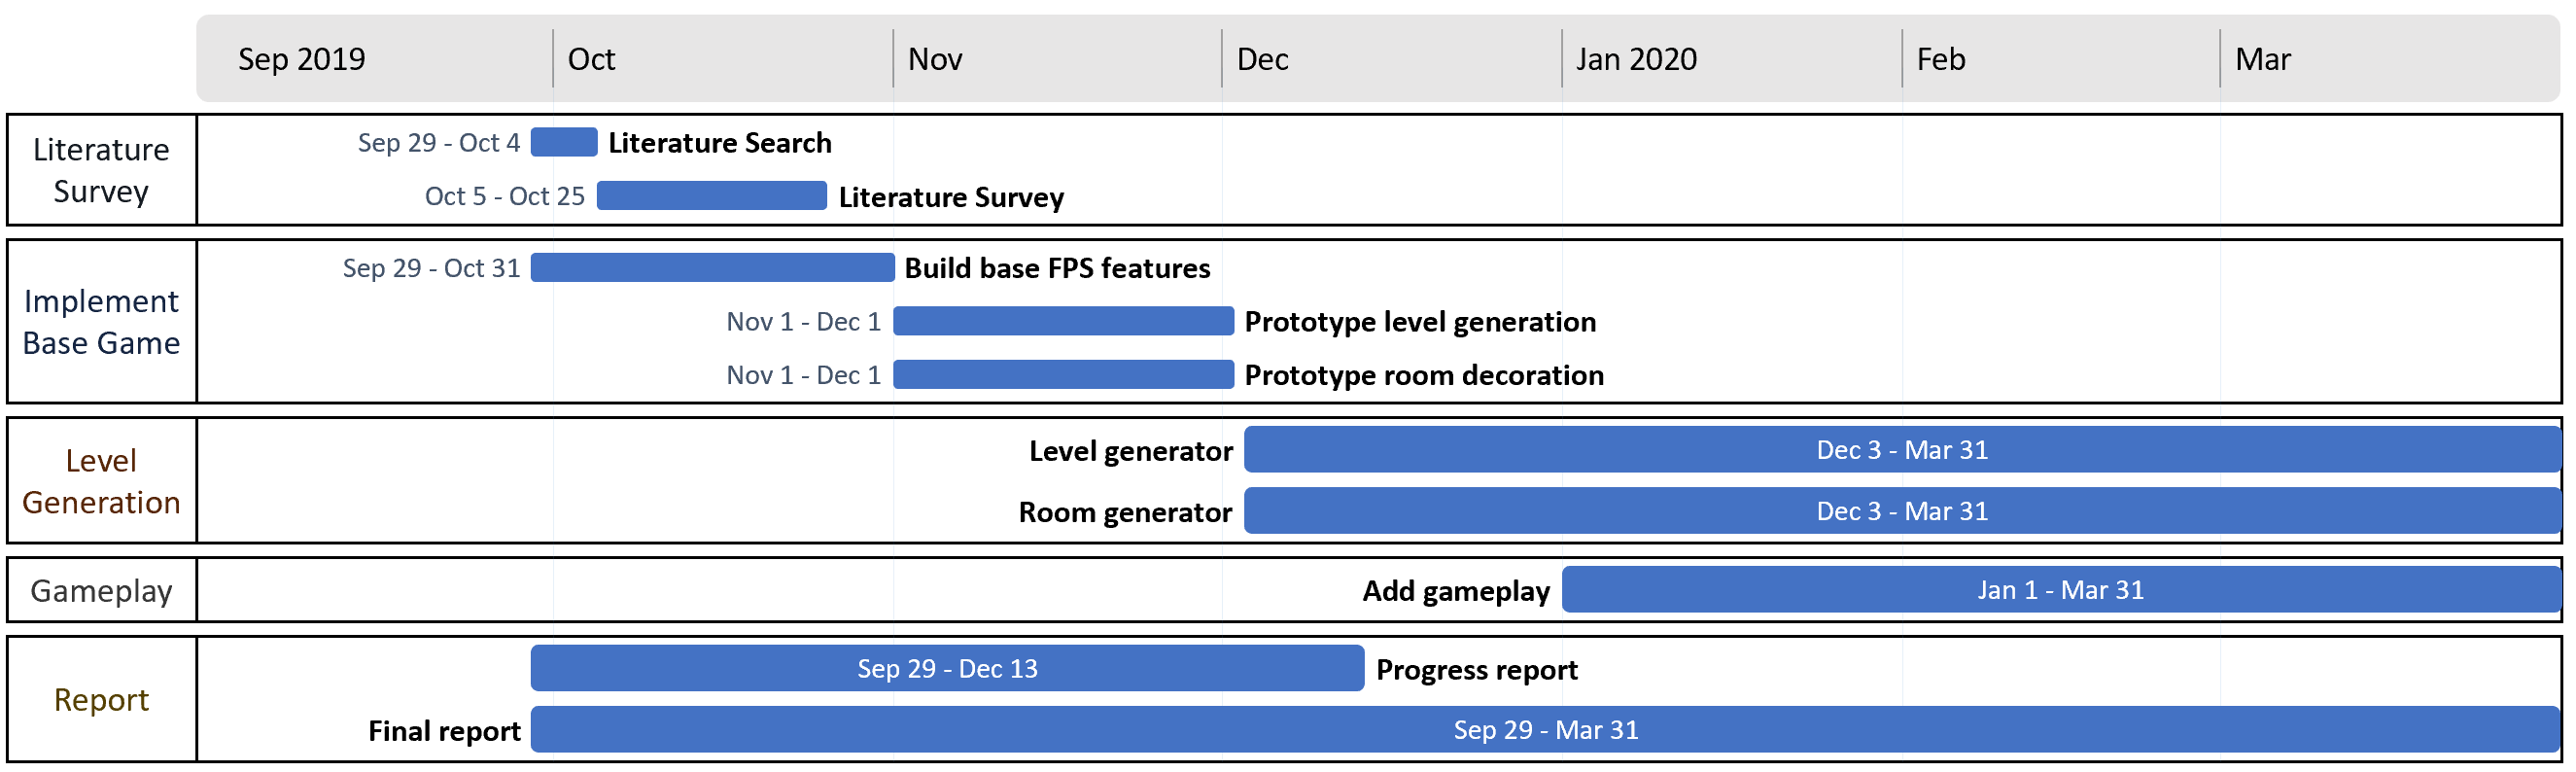 Sep 2019 Oct Nov Dec Jan 2020 Feb Mar
Literature
Survey
Sep 29 - Oct 4 Literature Search
Oct 5 - Oct 25 Literature Survey
Implement
Base Game
Sep 29 - Oct 31 Build base FPS features
Nov 1 - Dec 1 Prototype level generation
Nov 1 - Dec 1 Prototype room decoration
Level
Generation
Level generator Dec 3 - Mar 31
Room generator Dec 3 - Mar 31
Gameplay
Add gameplay Jan 1 - Mar 31
Report
Sep 29 - Dec 13 Progress report
Final report Sep 29 - Mar 31